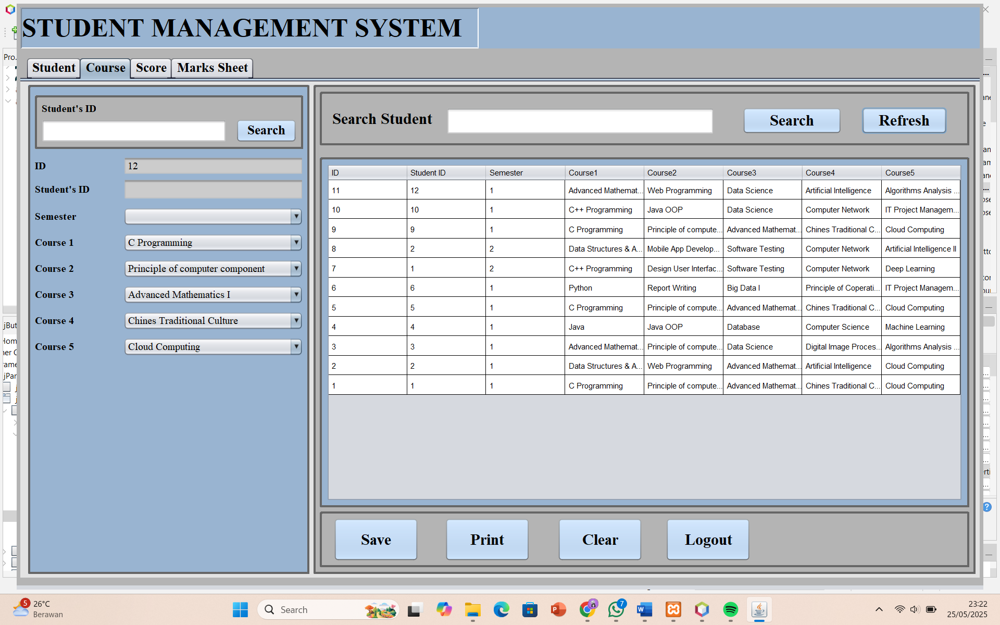 STUDENT MANAGEMENT SYSTEM
Pro.
Student Course Score Marks Sheet
Student's ID
Search
ID 12
Student's ID
Semester
Course 1 C Programming
Course 2 Principle of computer component
Course 3 Advanced Mathematics I
Course 4 Chines Traditional Culture
Course 5 Cloud Computing
Search Student Search Refresh
ID Student ID Semester Course1 Course2 Course3 Course4 Course5
11 12 1 Advanced Mathemat... Web Programming Data Science Artificial Intelligence Algorithms Analysis ...
10 10 1 C++ Programming Java OOP Data Science Computer Network IT Project Managem...
9 9 1 C Programming Principle of compute... Advanced Mathemat... Chines Traditional C... Cloud Computing
8 2 2 Data Structures & A... Mobile App Develop... Software Testing Computer Network Artificial Intelligence II
7 1 2 C++ Programming Design User Interfac... Software Testing Computer Network Deep Learning
6 6 1 Python Report Writing Big Data I Principle of Coperati... IT Project Managem...
5 5 1 C Programming Principle of compute... Advanced Mathemat... Chines Traditional C... Cloud Computing
4 4 1 Java Java OOP Database Computer Science Machine Learning
3 3 1 Advanced Mathemat... Principle of compute... Data Science Digital Image Proces... Algorithms Analysis ...
2 2 1 Data Structures & A... Web Programming Advanced Mathemat... Artificial Intelligence Cloud Computing
1 1 1 C Programming Principle of compute... Advanced Mathemat... Chines Traditional C... Cloud Computing
Save Print Clear Logout
jBut
jPar
5
26°C
Berawan
Search
7
23:22
25/05/2025